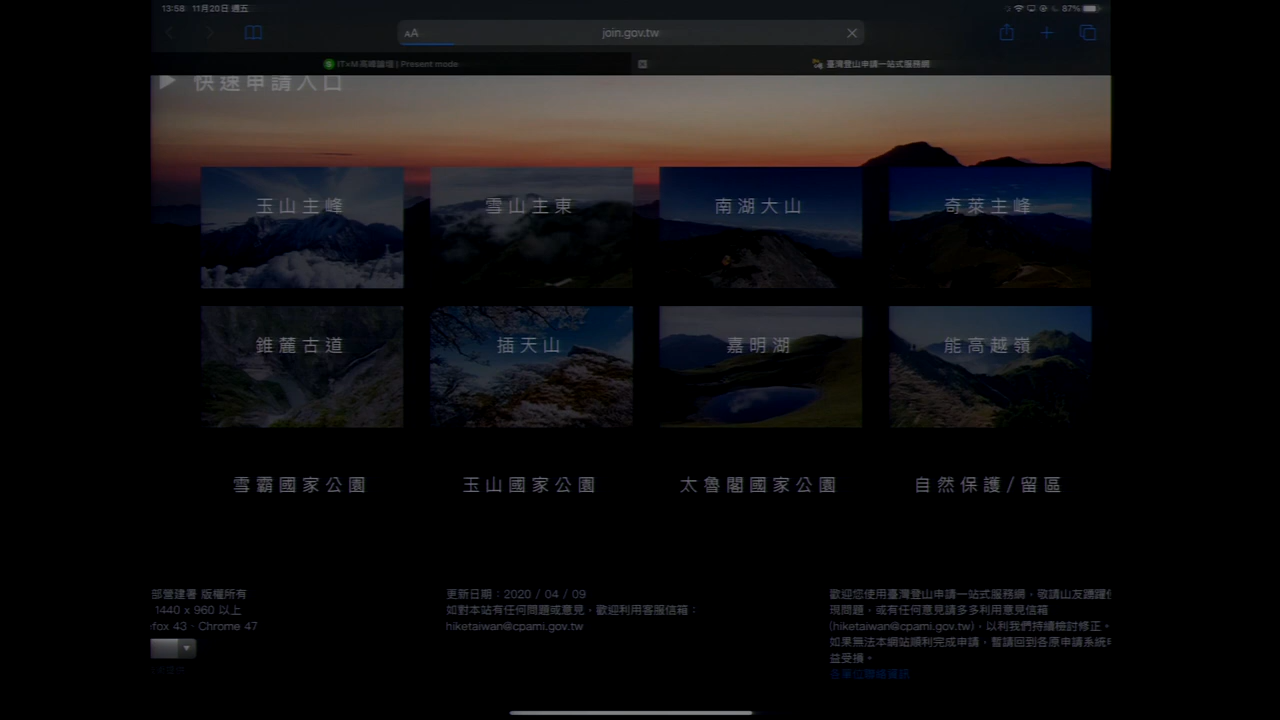 13:58 11月20日 週五
87%
AA
join.gov.tw
IT×M高峰論壇 | Present mode
臺灣登山申請一站式服務網
快速申請入口
玉山主峰
雪山主東
南湖大山
奇萊主峰
錐麓古道
插天山
嘉明湖
能高越嶺
雪霸國家公園
玉山國家公園
太魯閣國家公園
自然保護/留區
部營建署 版權所有
1440 x 960 以上
efox 43 · Chrome 47
更新日期：2020 / 04 / 09
如對本站有任何問題或意見，歡迎利用客服信箱：
hiketaiwan@cpami.gov.tw
歡迎您使用臺灣登山申請一站式服務網，敬請山友踴躍
現問題，或有任何意見請多多利用意見信箱
(hiketaiwan@cpami.gov.tw)，以利我們持續檢討修正。
如果無法本網站順利完成申請，暫請回到各原申請系統
益受損。
各單位聯絡資訊